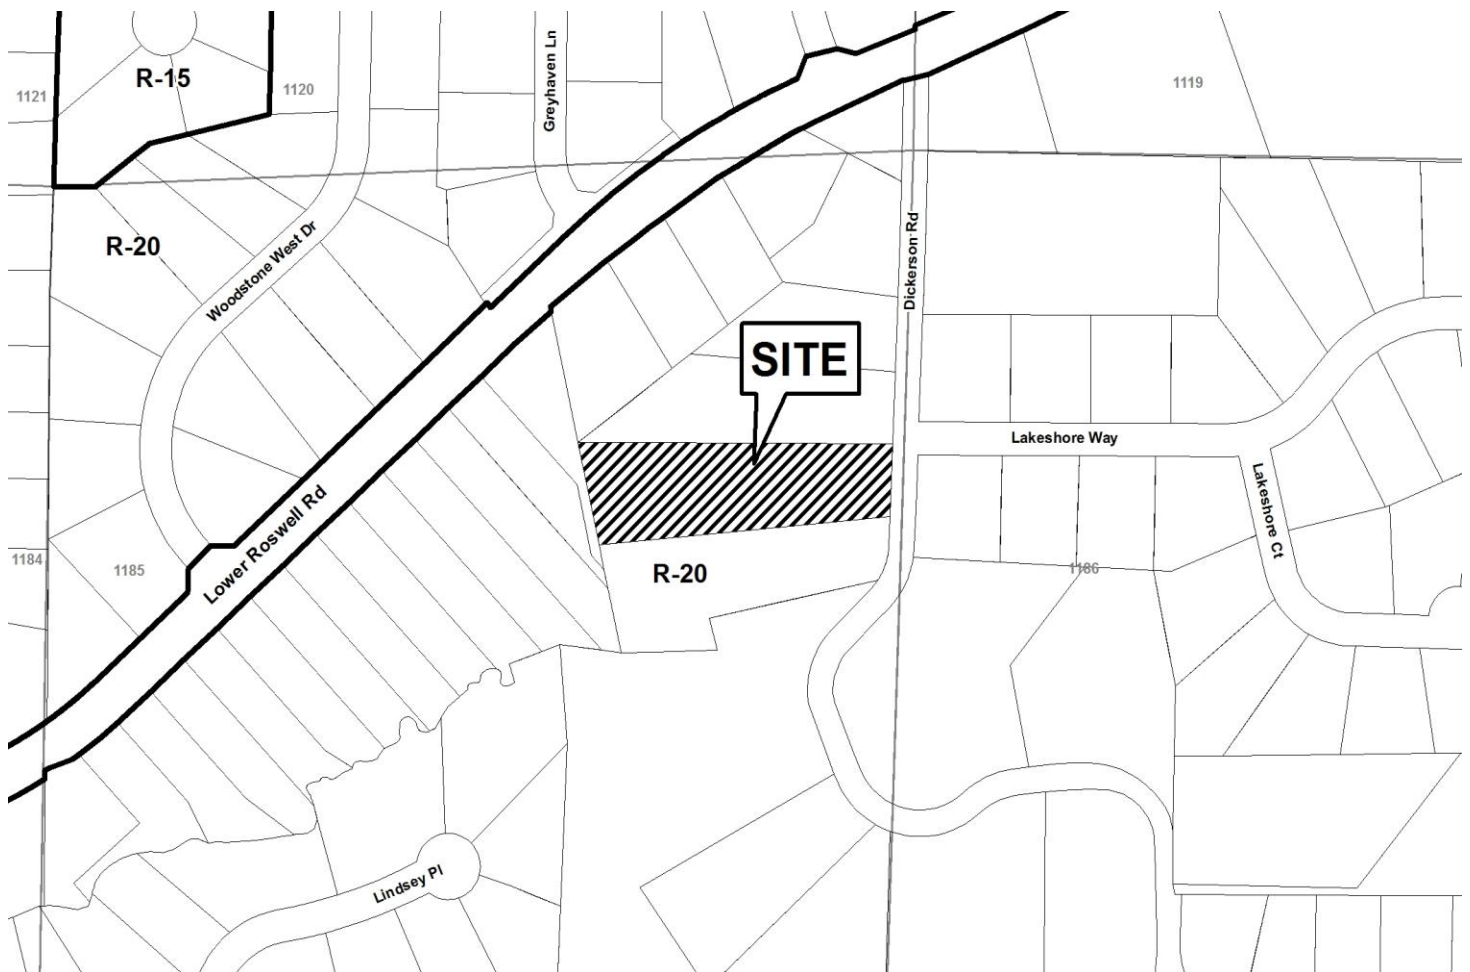 Greyhaven Ln
R-15
1121
1120
1119
R-20
Woodstone West Dr
Dickerson Rd
SITE
Lakeshore Way
Lakeshore Ct
Lower Roswell Rd
1184
1185
R-20
1186
Lindsey Pl